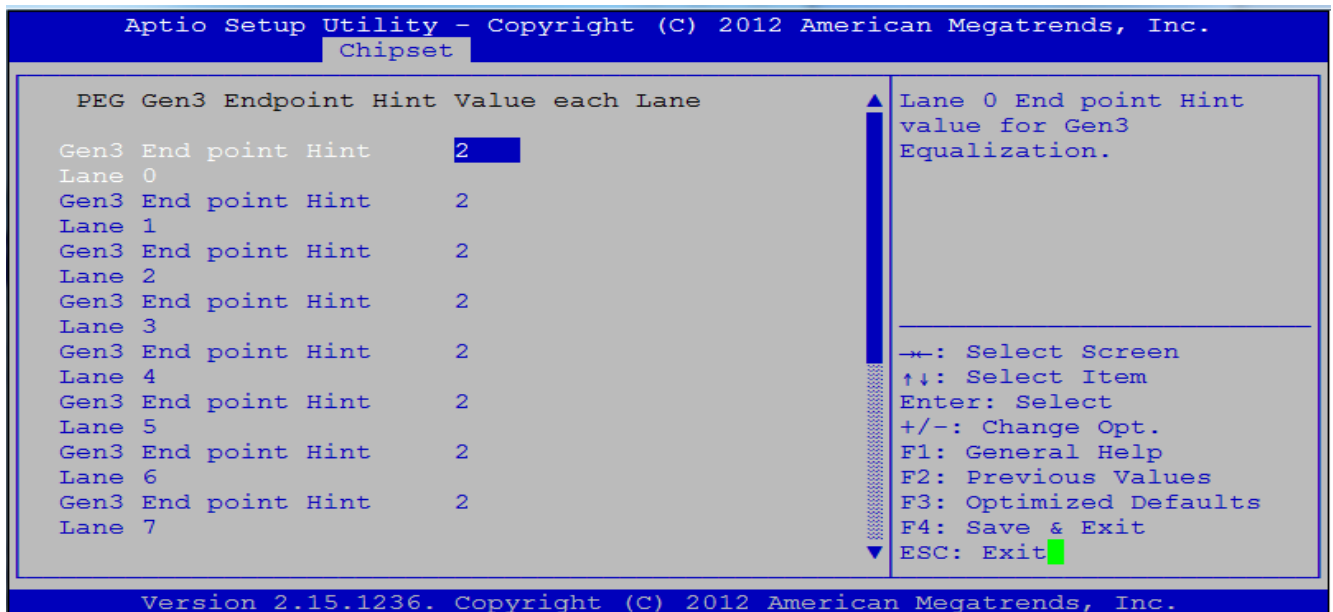 Aptio Setup Utility – Copyright (C) 2012 American Megatrends, Inc.
Chipset
PEG Gen3 Endpoint Hint Value each Lane
Gen3 End point Hint 2
Lane 0
Gen3 End point Hint 2
Lane 1
Gen3 End point Hint 2
Lane 2
Gen3 End point Hint 2
Lane 3
Gen3 End point Hint 2
Lane 4
Gen3 End point Hint 2
Lane 5
Gen3 End point Hint 2
Lane 6
Gen3 End point Hint 2
Lane 7
Lane 0 End point Hint
value for Gen3
Equalization.
→←: Select Screen
↑↓: Select Item
Enter: Select
+/-: Change Opt.
F1: General Help
F2: Previous Values
F3: Optimized Defaults
F4: Save & Exit
ESC: Exit
Version 2.15.1236. Copyright (C) 2012 American Megatrends, Inc.